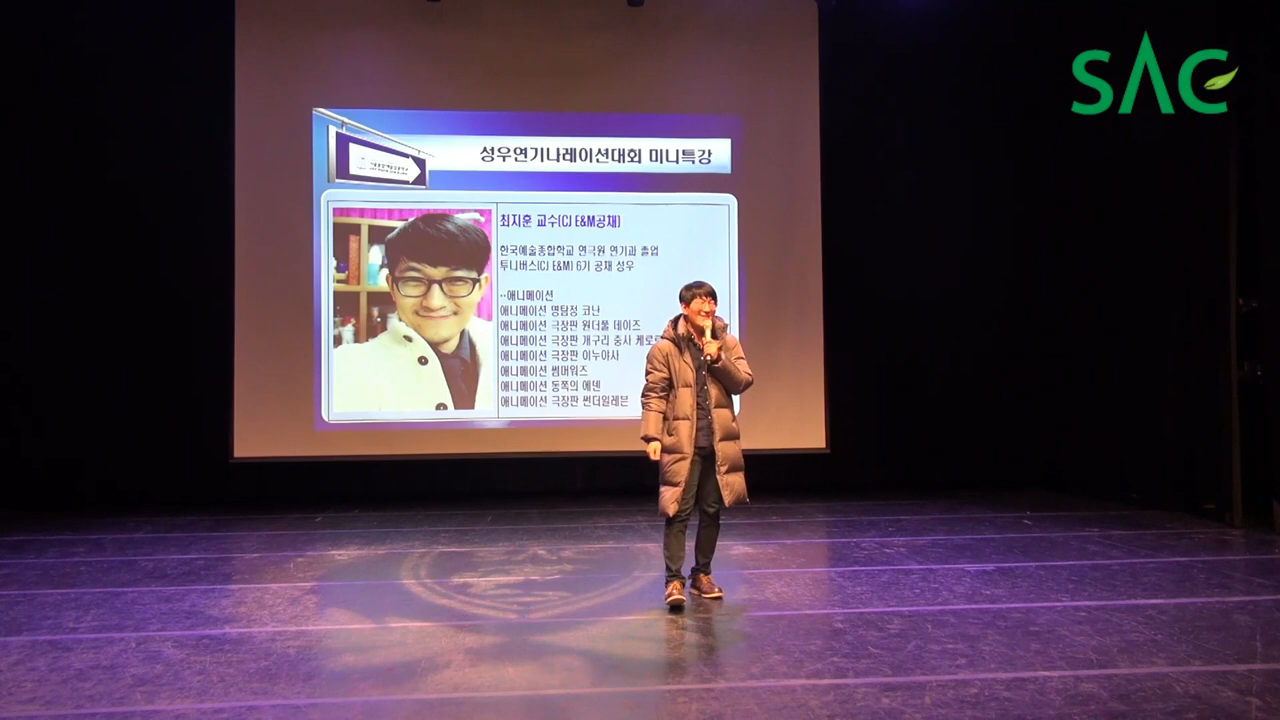 SAC
성우연기나레이션대회 미니특강
최지훈 교수(CJ E&M공채)
한국예술종합학교 연극원 연기과 졸업
투니버스(CJ E&M) 6기 공채 성우
애니메이션
애니메이션 명탐정 코난
애니메이션 극장판 원더풀 데이즈
애니메이션 극장판 개구리 중사 케로로
애니메이션 극장판 이누야사
애니메이션 썸머워즈
애니메이션 동쪽의 에덴
애니메이션 극장판 썬더일레븐